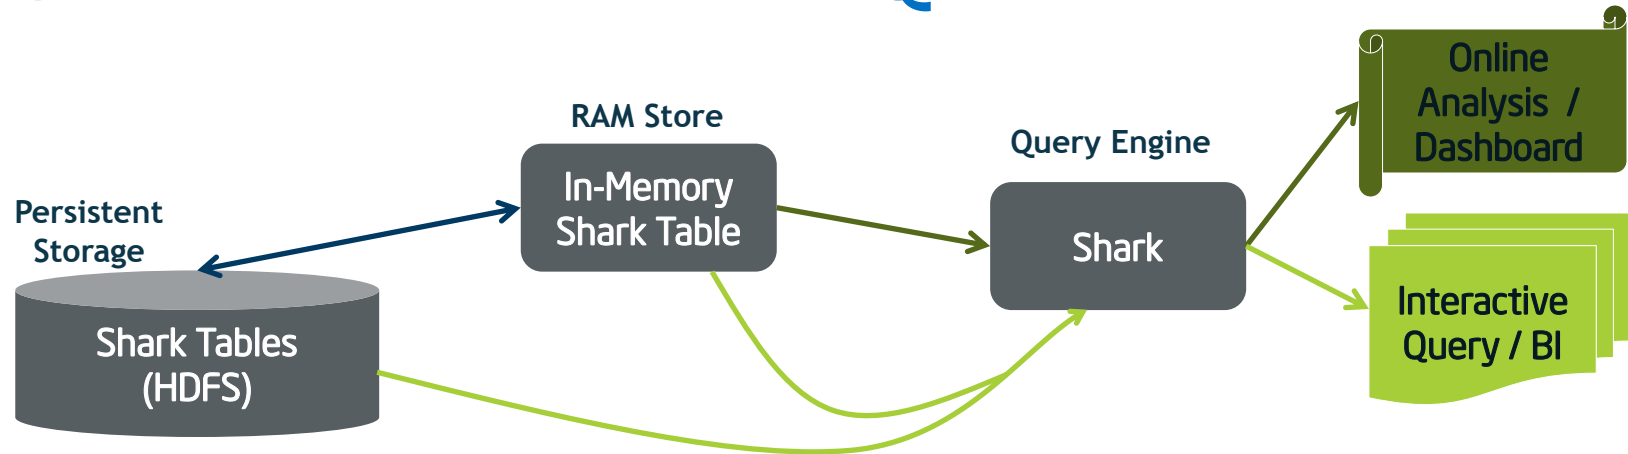 Persistent
Storage
Shark Tables
(HDFS)
RAM Store
In-Memory
Shark Table
Query Engine
Shark
Online
Analysis /
Dashboard
Interactive
Query / BI